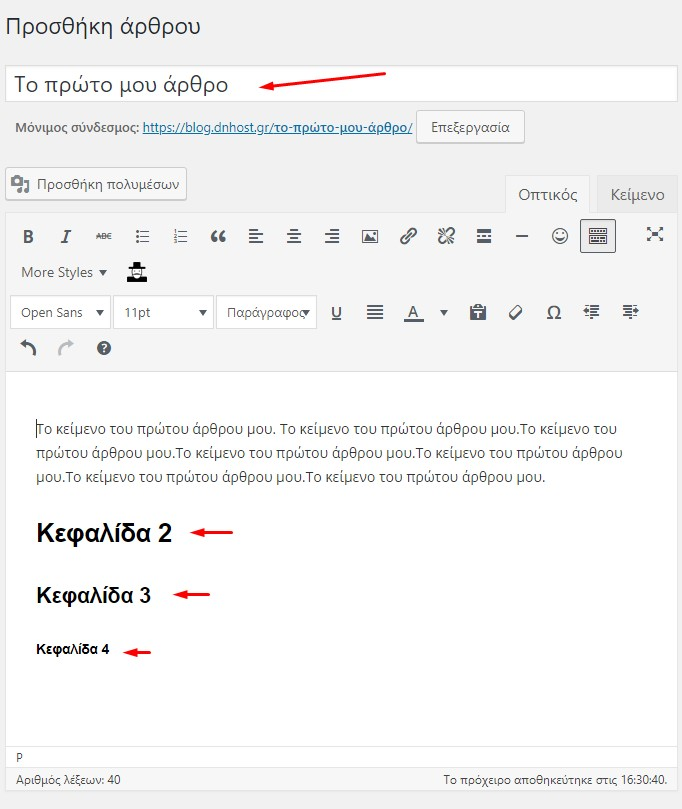 Προσθήκη άρθρου
Το πρώτο μου άρθρο
Μόνιμος σύνδεσμος: https://blog.dnhost.gr/το-πρώτο-μου-άρθρο/ Επεξεργασία
Προσθήκη πολυμέσων
Οπτικός Κείμενο
B I ABC
More Styles
Open Sans 11pt Παράγραφος U A T Ω
?
Το κείμενο του πρώτου άρθρου μου. Το κείμενο του πρώτου άρθρου μου.Το κείμενο του
πρώτου άρθρου μου.Το κείμενο του πρώτου άρθρου μου.Το κείμενο του πρώτου άρθρου
μου.Το κείμενο του πρώτου άρθρου μου.Το κείμενο του πρώτου άρθρου μου.
Κεφαλίδα 2
Κεφαλίδα 3
Κεφαλίδα 4
P
Αριθμός λέξεων: 40 Το πρόχειρο αποθηκεύτηκε στις 16:30:40.